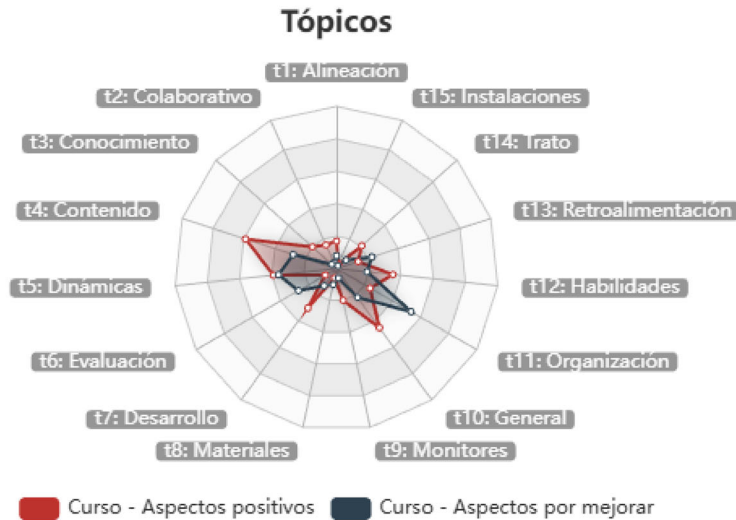 Tópicos
t1: Alineación
t2: Colaborativo
t15: Instalaciones
t3: Conocimiento
t14: Trato
t4: Contenido
t13: Retroalimentación
t5: Dinámicas
t12: Habilidades
t6: Evaluación
t11: Organización
t7: Desarrollo
t10: General
t8: Materiales
t9: Monitores
Curso - Aspectos positivos
Curso - Aspectos por mejorar